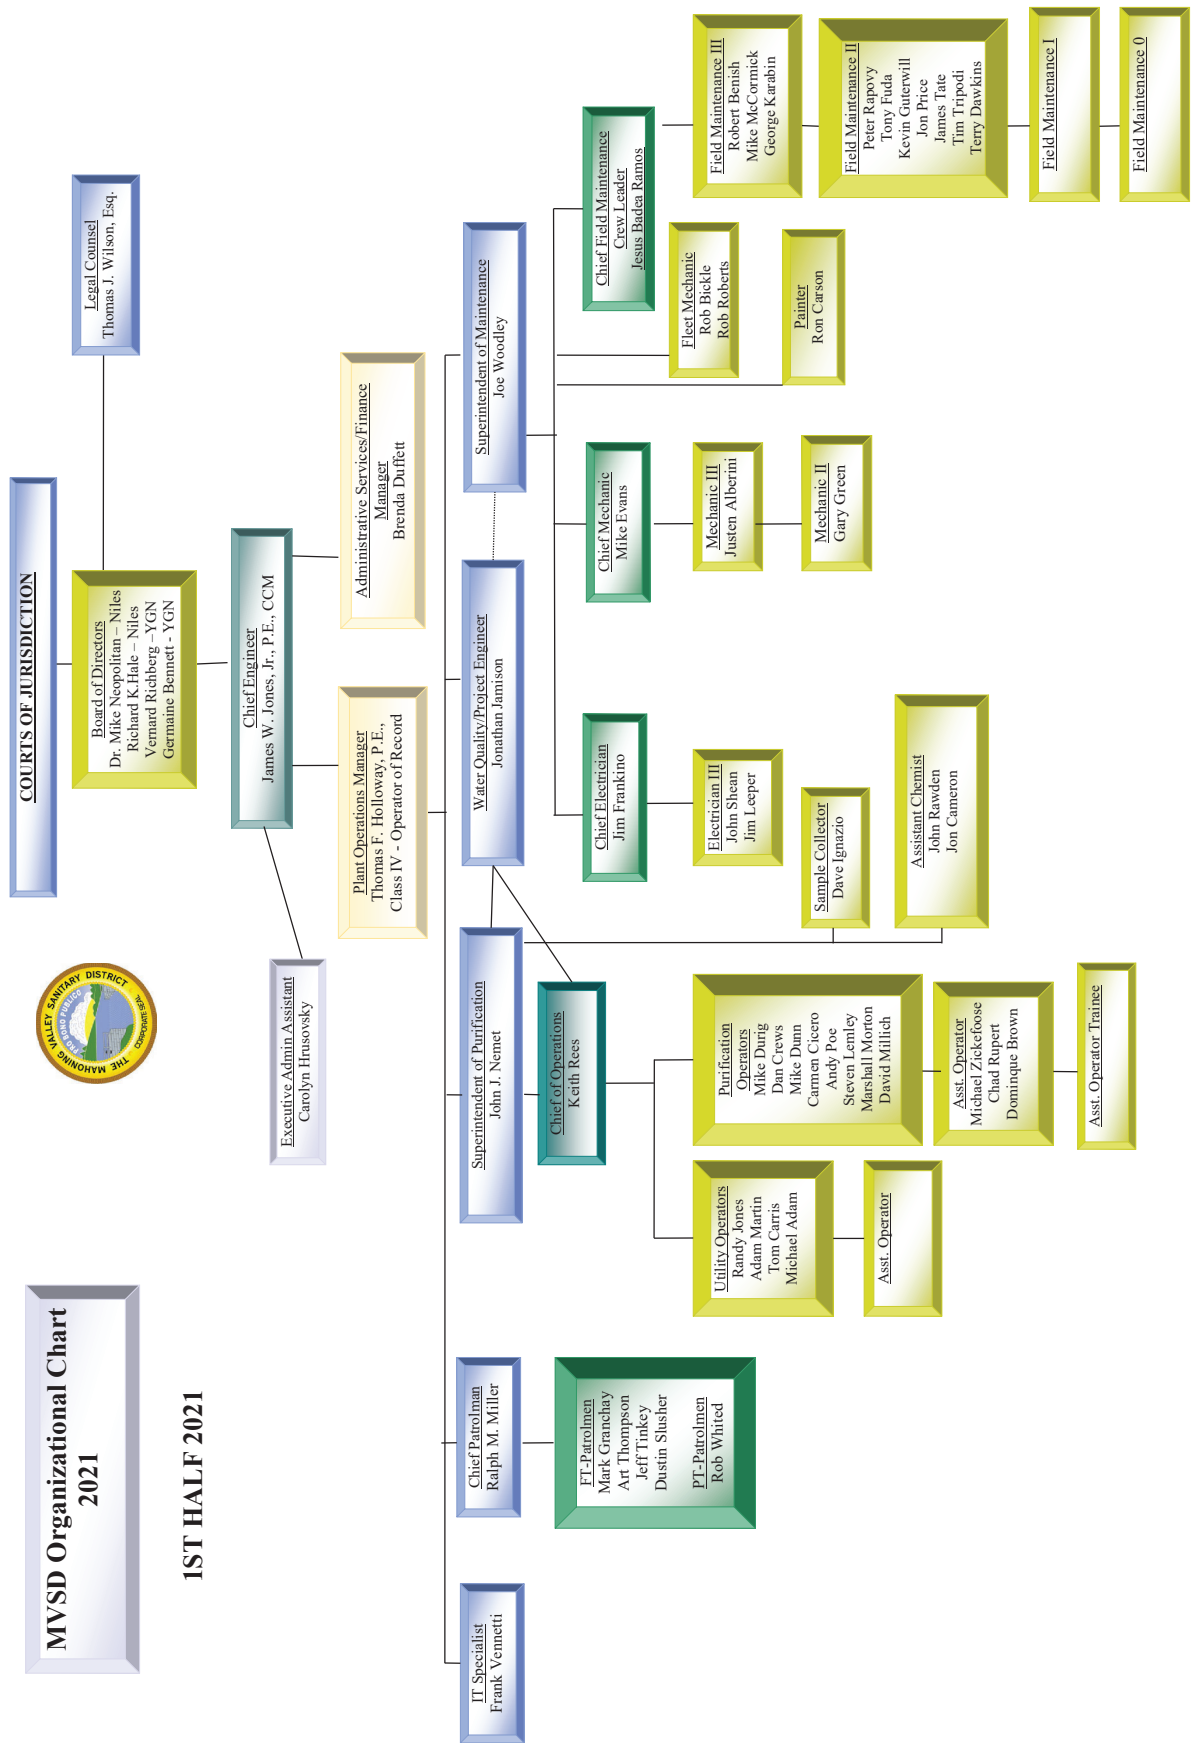 MVSD Organizational Chart
2021
1ST HALF 2021
THE MAHONING VALLEY SANITARY DISTRICT
PRO BONO PUBLICO
CORPORATE SEAL
COURTS OF JURISDICTION
Board of Directors
Dr. Mike Neopolitan – Niles
Richard K.Hale – Niles
Vernard Richberg –YGN
Germaine Bennett - YGN
Legal Counsel
Thomas J. Wilson, Esq.
Chief Engineer
James W. Jones, Jr., P.E., CCM
Executive Admin Assistant
Carolyn Hrusovsky
Plant Operations Manager
Thomas F. Holloway, P.E.,
Class IV - Operator of Record
Administrative Services/Finance
Manager
Brenda Duffett
IT Specialist
Frank Vennetti
Chief Patrolman
Ralph M. Miller
Superintendent of Purification
John J. Nemet
Water Quality/Project Engineer
Jonathan Jamison
Superintendent of Maintenance
Joe Woodley
FT-Patrolmen
Mark Granchay
Art Thompson
Jeff Tinkey
Dustin Slusher
PT-Patrolmen
Rob Whited
Chief of Operations
Keith Rees
Utility Operators
Randy Jones
Adam Martin
Tom Carris
Michael Adam
Asst. Operator
Purification
Operators
Mike Durig
Dan Crews
Mike Dunn
Carmen Cicero
Andy Poe
Steven Lemley
Marshall Morton
David Millich
Asst. Operator
Michael Zickefoose
Chad Rupert
Dominque Brown
Asst. Operator Trainee
Sample Collector
Dave Ignazio
Assistant Chemist
John Rawden
Jon Cameron
Chief Electrician
Jim Frankino
Electrician III
John Shean
Jim Leeper
Chief Mechanic
Mike Evans
Mechanic III
Justen Alberini
Mechanic II
Gary Green
Fleet Mechanic
Rob Bickle
Rob Roberts
Painter
Ron Carson
Chief Field Maintenance
Crew Leader
Jesus Badea Ramos
Field Maintenance III
Robert Benish
Mike McCormick
George Karabin
Field Maintenance II
Peter Rapovy
Tony Fuda
Kevin Guterwill
Jon Price
James Tate
Tim Tripodi
Terry Dawkins
Field Maintenance I
Field Maintenance 0